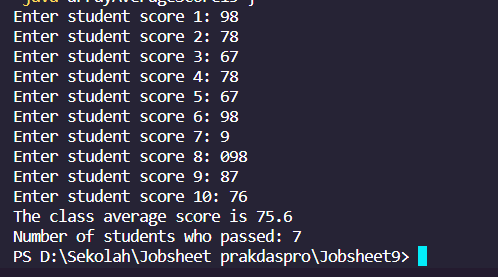 java arrayAverageScore15 j
Enter student score 1: 98
Enter student score 2: 78
Enter student score 3: 67
Enter student score 4: 78
Enter student score 5: 67
Enter student score 6: 98
Enter student score 7: 9
Enter student score 8: 098
Enter student score 9: 87
Enter student score 10: 76
The class average score is 75.6
Number of students who passed: 7
PS D:\Sekolah\Jobsheet prakdaspro\Jobsheet9>